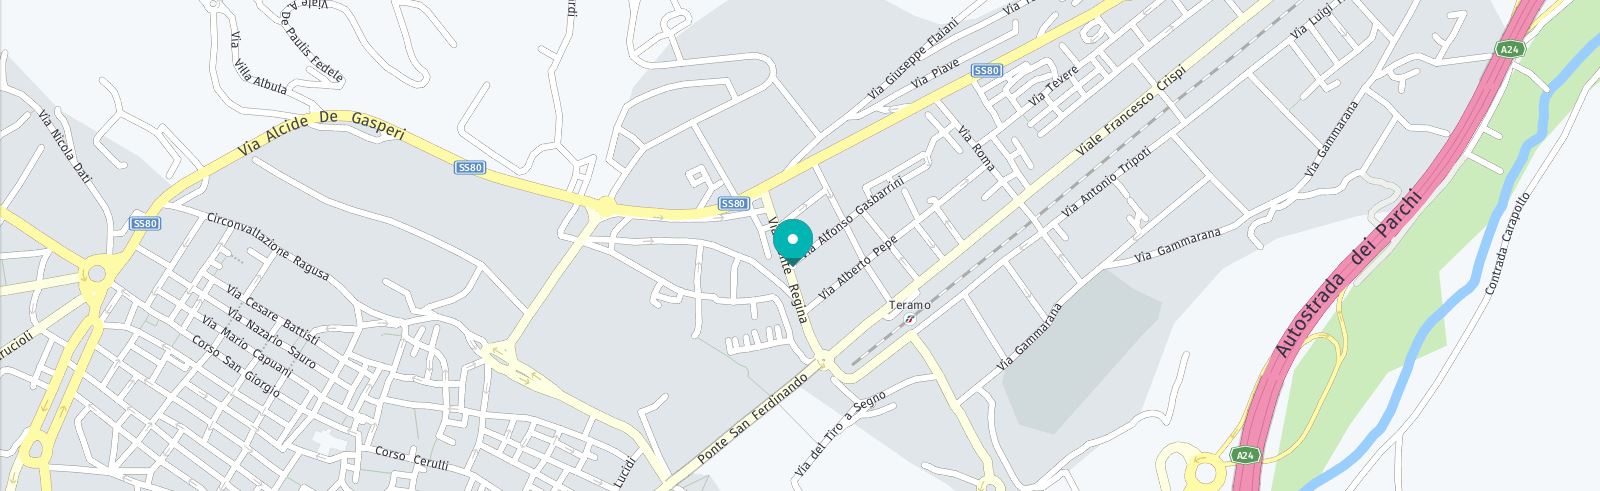 Viale A
De Paulis Fedele
Via
Villa Albula
Via Giuseppe Flaiani
Via Piave
Via Luigi
A24
SS80
Via Tevere
Via Alcide De Gasperi
Via Nicola Dati
Viale Francesco Crispi
Via Roma
Via Gammarana
SS80
Via Antonio Tripoti
SS80
Via Alfonso Gasbarrini
SS80
Circonvallazione Ragusa
Via Alberto Pepe
Via Gammarana
Autostrada dei Parchi
Contrada Carapollo
Regina
Teramo
Via Cesare Battisti
Via Nazario Sauro
Via Mario Capuani
Corso San Giorgio
Via Gammarana
Ponte San Ferdinando
Via del Tiro a Segno
Corso Cerulli
Lucidi
A24